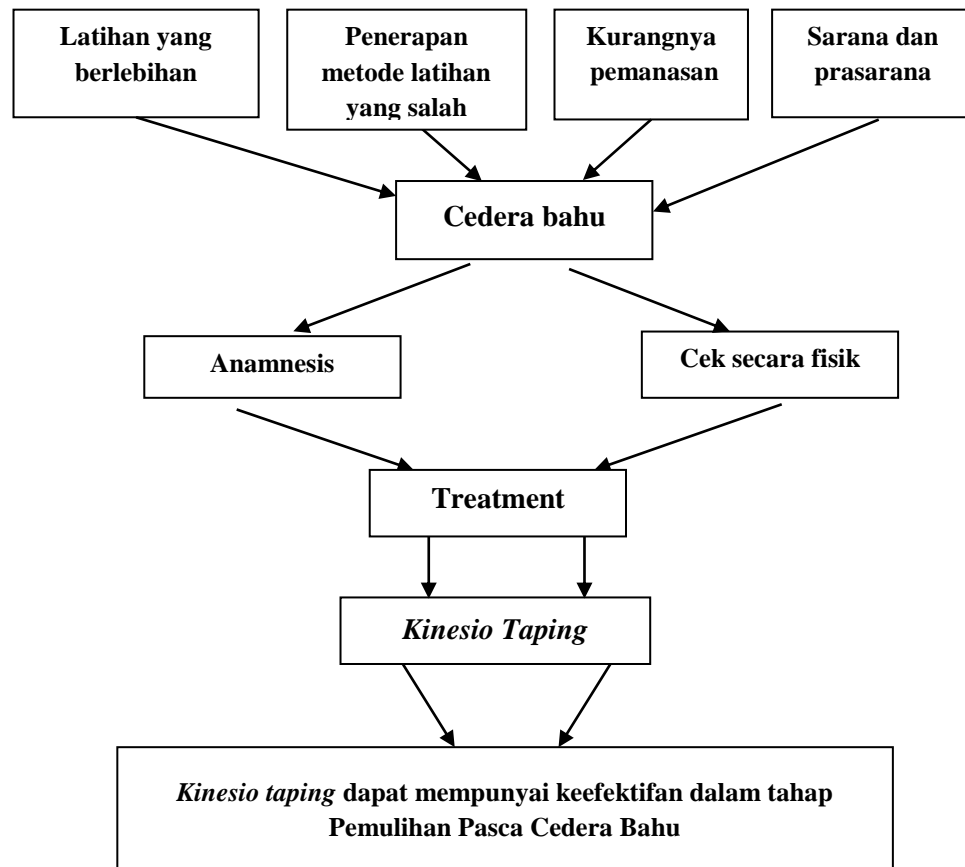 Latihan yang
berlebihan
Penerapan
metode latihan
yang salah
Kurangnya
pemanasan
Sarana dan
prasarana
Cedera bahu
Anamnesis
Cek secara fisik
Treatment
Kinesio Taping
Kinesio taping dapat mempunyai keefektifan dalam tahap
Pemulihan Pasca Cedera Bahu